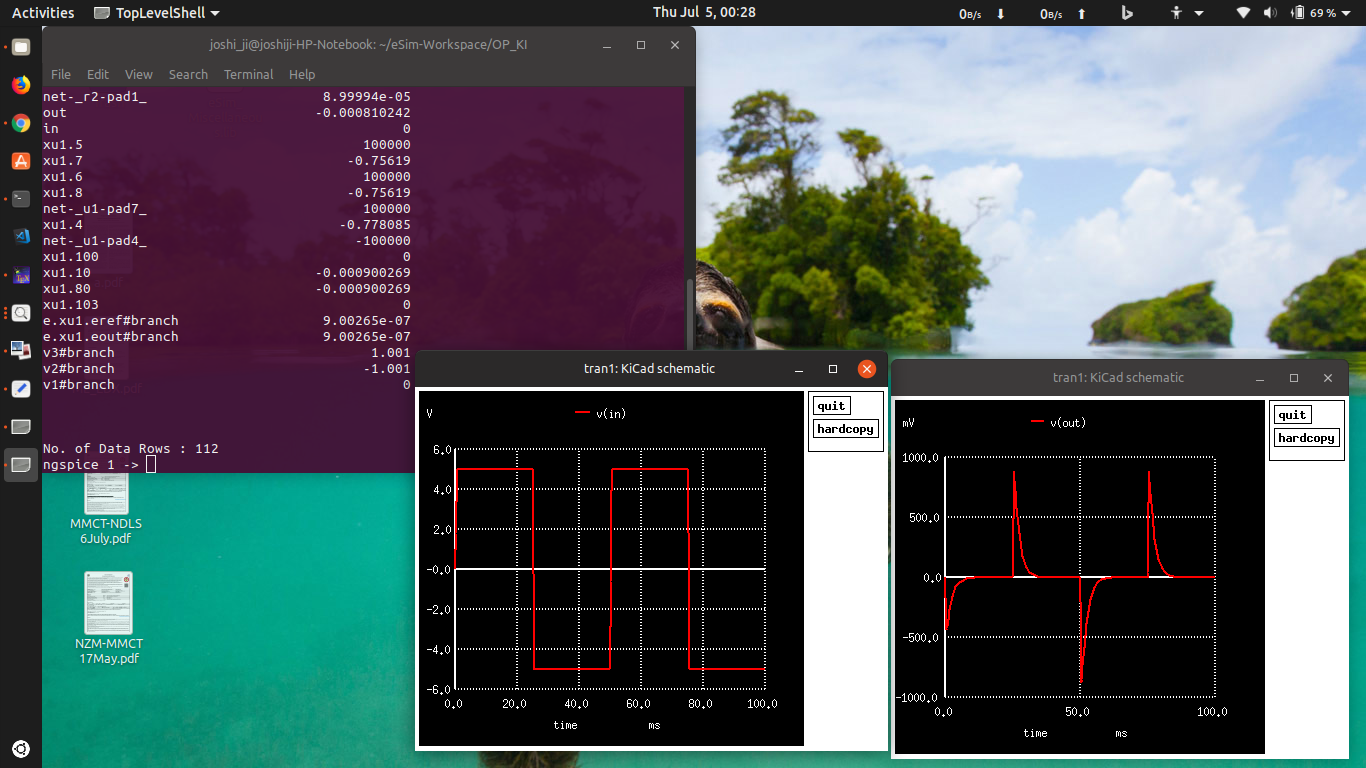 Activities TopLevelShell Thu Jul 5, 00:28 0B/s 0B/s 69 %
joshi_ji@joshiji-HP-Notebook: ~/eSim-Workspace/OP_KI
File Edit View Search Terminal Help
net-_r2-pad1_ 8.99994e-05
out -0.000810242
in 0
xu1.5 100000
xu1.7 -0.75619
xu1.6 100000
xu1.8 -0.75619
net-_u1-pad7_ 100000
xu1.4 -0.778085
net-_u1-pad4_ -100000
xu1.100 0
xu1.10 -0.000900269
xu1.80 -0.000900269
xu1.103 0
e.xu1.eref#branch 9.00265e-07
e.xu1.eout#branch 9.00265e-07
v3#branch 1.001
v2#branch -1.001
v1#branch 0
No. of Data Rows : 112
ngspice 1 ->
MMCT-NDLS
6July.pdf
NZM-MMCT
17May.pdf
tran1: KiCad schematic
quit
hardcopy
V
v(in)
6.0
4.0
2.0
-0.0
-2.0
-4.0
-6.0
0.0 20.0 40.0 60.0 80.0 100.0
time ms
tran1: KiCad schematic
quit
hardcopy
mV
v(out)
1000.0
500.0
0.0
-500.0
-1000.0
0.0 50.0 100.0
time ms